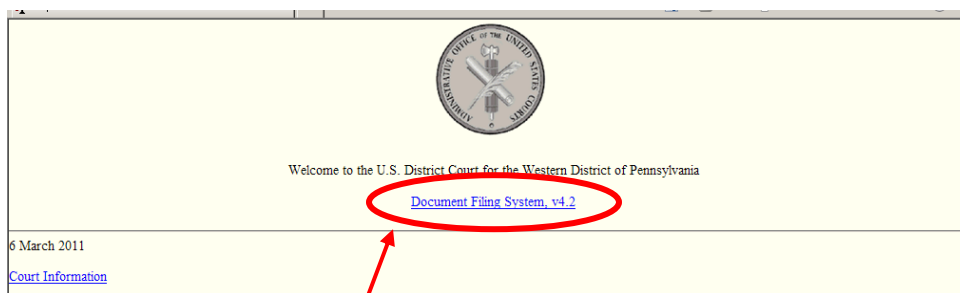 ADMINISTRATIVE OFFICE OF THE UNITED STATES COURTS
Welcome to the U.S. District Court for the Western District of Pennsylvania
Document Filing System, v4.2
6 March 2011
Court Information